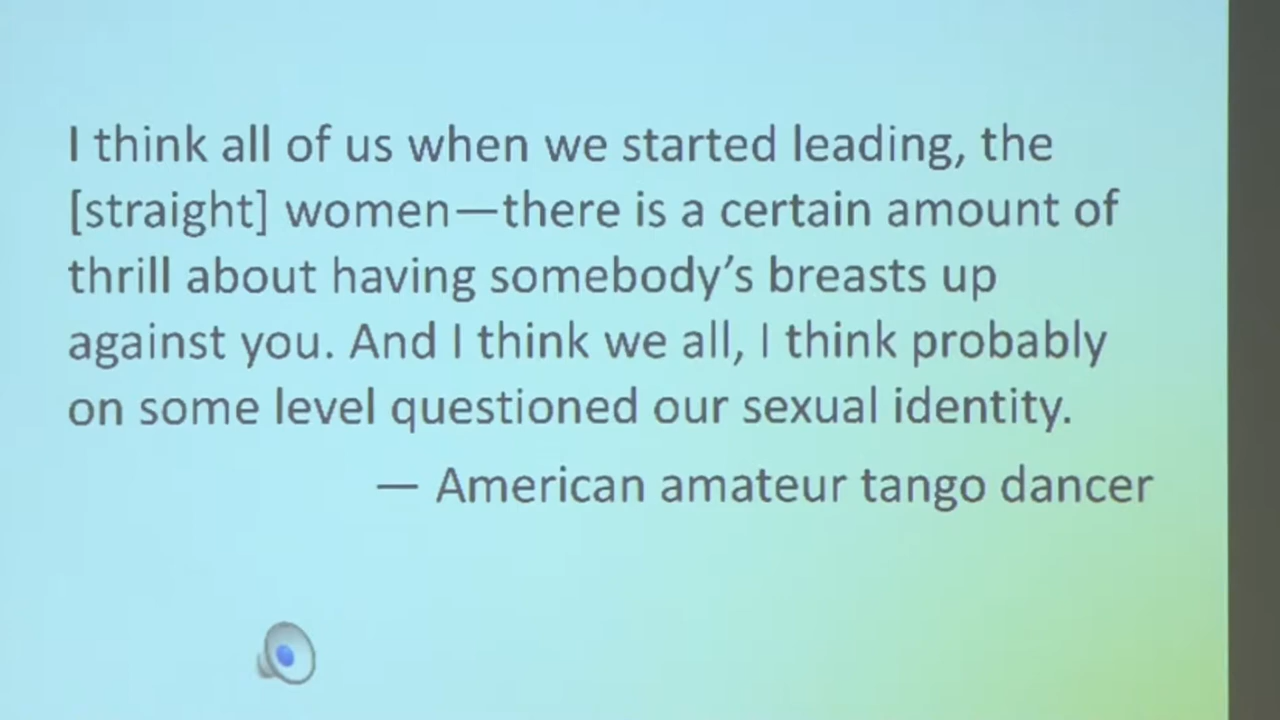 I think all of us when we started leading, the
[straight] women—there is a certain amount of
thrill about having somebody’s breasts up
against you. And I think we all, I think probably
on some level questioned our sexual identity.
— American amateur tango dancer